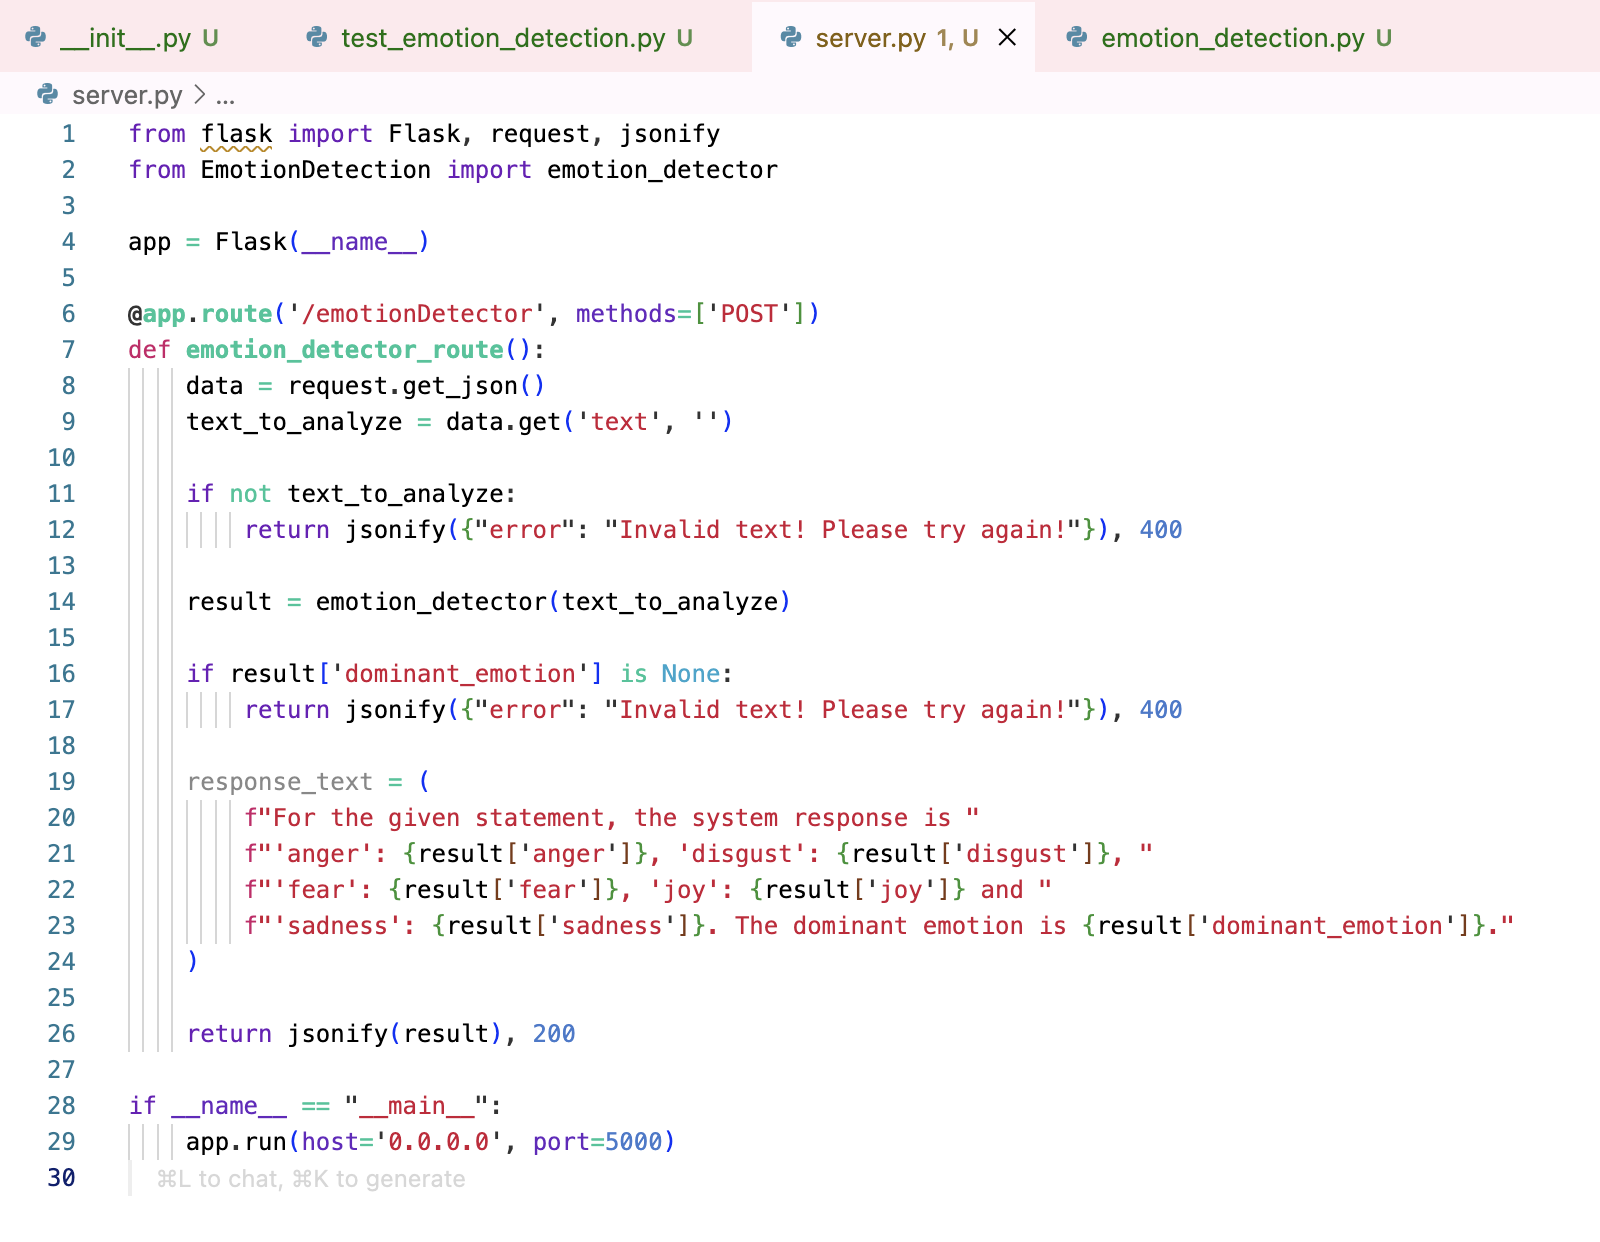 __init__.py U test_emotion_detection.py U server.py 1, U emotion_detection.py U
server.py > ...
1 from flask import Flask, request, jsonify
2 from EmotionDetection import emotion_detector
3
4 app = Flask(__name__)
5
6 @app.route('/emotionDetector', methods=['POST'])
7 def emotion_detector_route():
8     data = request.get_json()
9     text_to_analyze = data.get('text', '')
10
11     if not text_to_analyze:
12         return jsonify({"error": "Invalid text! Please try again!"}), 400
13
14     result = emotion_detector(text_to_analyze)
15
16     if result['dominant_emotion'] is None:
17         return jsonify({"error": "Invalid text! Please try again!"}), 400
18
19     response_text = (
20         f"For the given statement, the system response is "
21         f"'anger': {result['anger']}, 'disgust': {result['disgust']}, "
22         f"'fear': {result['fear']}, 'joy': {result['joy']} and "
23         f"'sadness': {result['sadness']}. The dominant emotion is {result['dominant_emotion']}."
24     )
25
26     return jsonify(result), 200
27
28 if __name__ == "__main__":
29     app.run(host='0.0.0.0', port=5000)
30 ⌘L to chat, ⌘K to generate